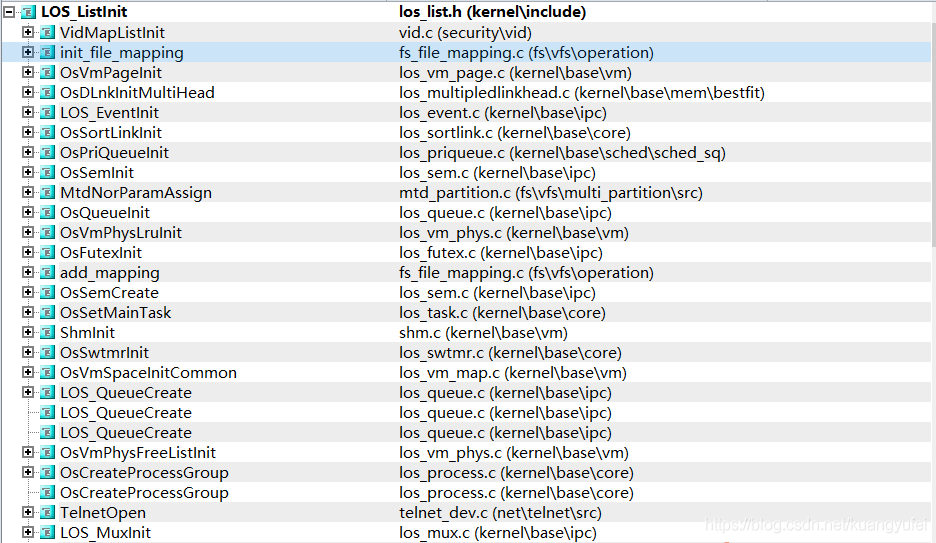 LOS_ListInit los_list.h (kernel\include)
VidMapListInit vid.c (security\vid)
init_file_mapping fs_file_mapping.c (fs\vfs\operation)
OsVmPageInit los_vm_page.c (kernel\base\vm)
OsDLnkInitMultiHead los_multipledlinkhead.c (kernel\base\mem\bestfit)
LOS_EventInit los_event.c (kernel\base\ipc)
OsSortLinkInit los_sortlink.c (kernel\base\core)
OsPriQueueInit los_priqueue.c (kernel\base\sched\sched_sq)
OsSemInit los_sem.c (kernel\base\ipc)
MtdNorParamAssign mtd_partition.c (fs\vfs\multi_partition\src)
OsQueueInit los_queue.c (kernel\base\ipc)
OsVmPhysLruInit los_vm_phys.c (kernel\base\vm)
OsFutexInit los_futex.c (kernel\base\ipc)
add_mapping fs_file_mapping.c (fs\vfs\operation)
OsSemCreate los_sem.c (kernel\base\ipc)
OsSetMainTask los_task.c (kernel\base\core)
ShmInit shm.c (kernel\base\vm)
OsSwtmrInit los_swtmr.c (kernel\base\core)
OsVmSpaceInitCommon los_vm_map.c (kernel\base\vm)
LOS_QueueCreate los_queue.c (kernel\base\ipc)
LOS_QueueCreate los_queue.c (kernel\base\ipc)
LOS_QueueCreate los_queue.c (kernel\base\ipc)
OsVmPhysFreeListInit los_vm_phys.c (kernel\base\vm)
OsCreateProcessGroup los_process.c (kernel\base\core)
OsCreateProcessGroup los_process.c (kernel\base\core)
TelnetOpen telnet_dev.c (net\telnet\src)
LOS_MuxInit los_mux.c (kernel\base\ipc)
https://blog.csdn.net/kuangyufei